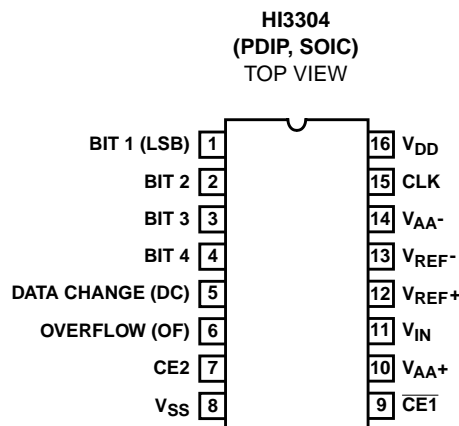 HI3304
(PDIP, SOIC)
TOP VIEW
BIT 1 (LSB) 1 16 VDD
BIT 2 2 15 CLK
BIT 3 3 14 VAA-
BIT 4 4 13 VREF-
DATA CHANGE (DC) 5 12 VREF+
OVERFLOW (OF) 6 11 VIN
CE2 7 10 VAA+
VSS 8 9 C̅E̅1̅